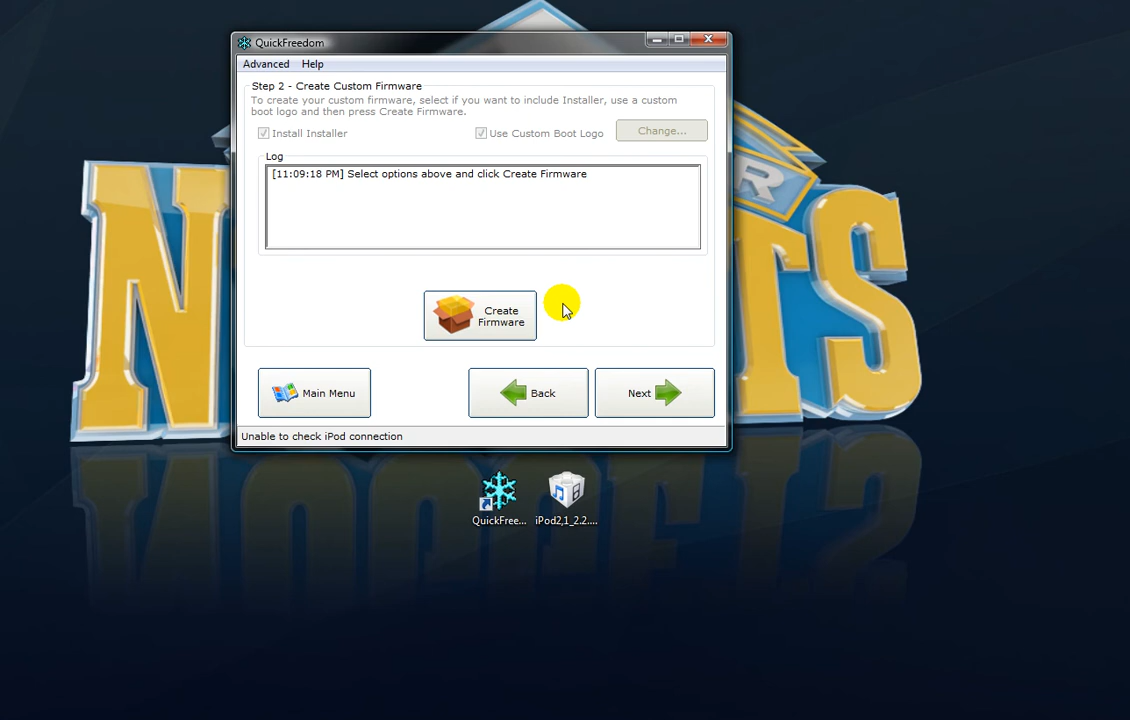 QuickFreedom
Advanced Help
Step 2 - Create Custom Firmware
To create your custom firmware, select if you want to include Installer, use a custom
boot logo and then press Create Firmware.
Install Installer
Use Custom Boot Logo
Change...
Log
[11:09:18 PM] Select options above and click Create Firmware
Create
Firmware
Main Menu
Back
Next
Unable to check iPod connection
QuickFree...
iPod2,1_2.2....